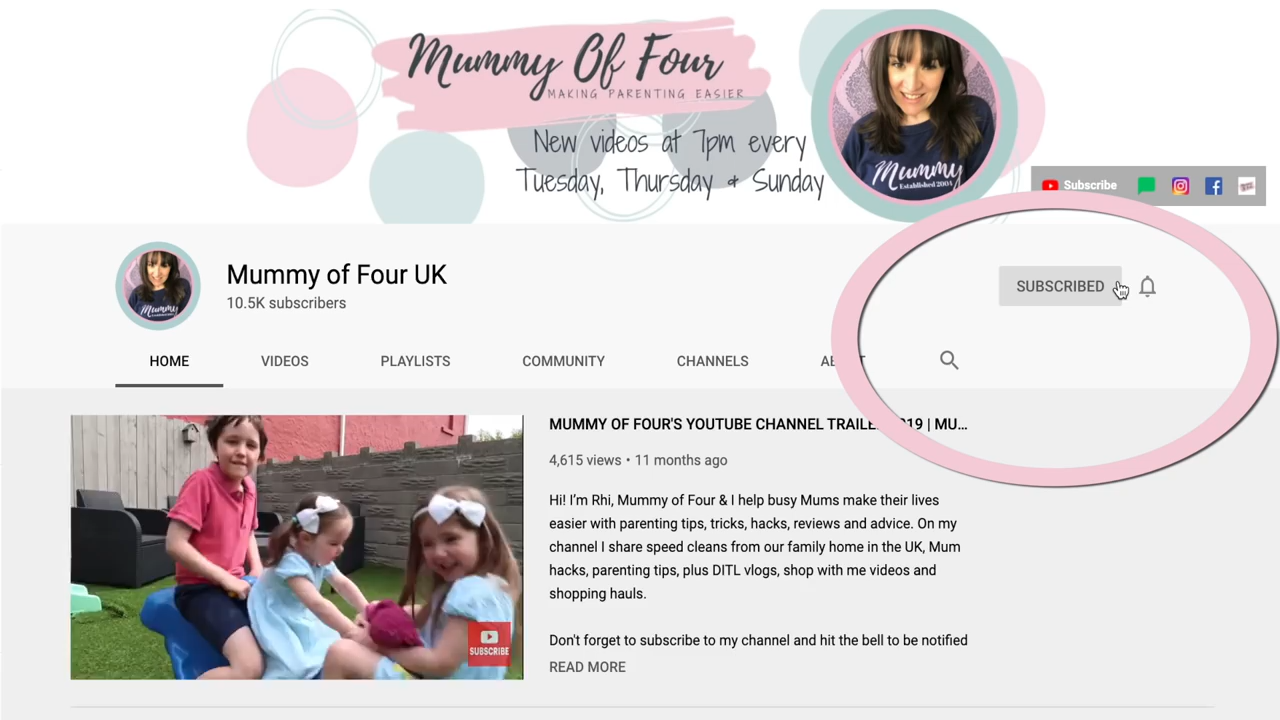 Mummy Of Four
MAKING PARENTING EASIER
New videos at 7pm every
Tuesday, Thursday & Sunday
Mummy
Established 2004
Subscribe
Mummy
Mummy of Four UK
10.5K subscribers
SUBSCRIBED
HOME
VIDEOS
PLAYLISTS
COMMUNITY
CHANNELS
MUMMY OF FOUR'S YOUTUBE CHANNEL TRAILE 19 | MU...
4,615 views • 11 months ago
Hi! I'm Rhi, Mummy of Four & I help busy Mums make their lives
easier with parenting tips, tricks, hacks, reviews and advice. On my
channel I share speed cleans from our family home in the UK, Mum
hacks, parenting tips, plus DITL vlogs, shop with me videos and
shopping hauls.
Don't forget to subscribe to my channel and hit the bell to be notified
READ MORE
SUBSCRIBE